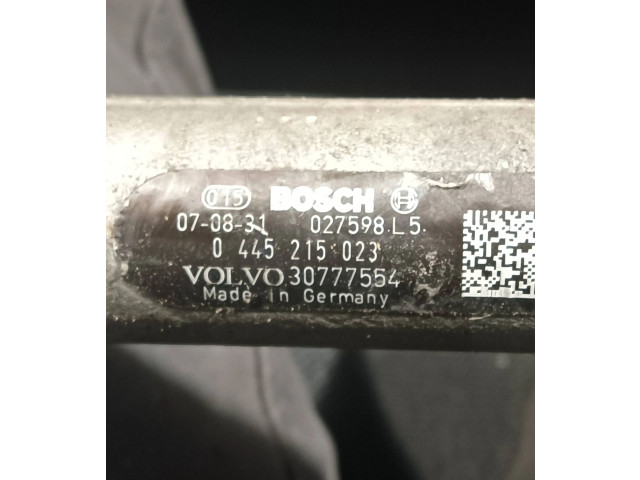 015 BOSCH
07-08-31 027598 L5
0 445 215 023
VOLVO 30777554
Made in Germany